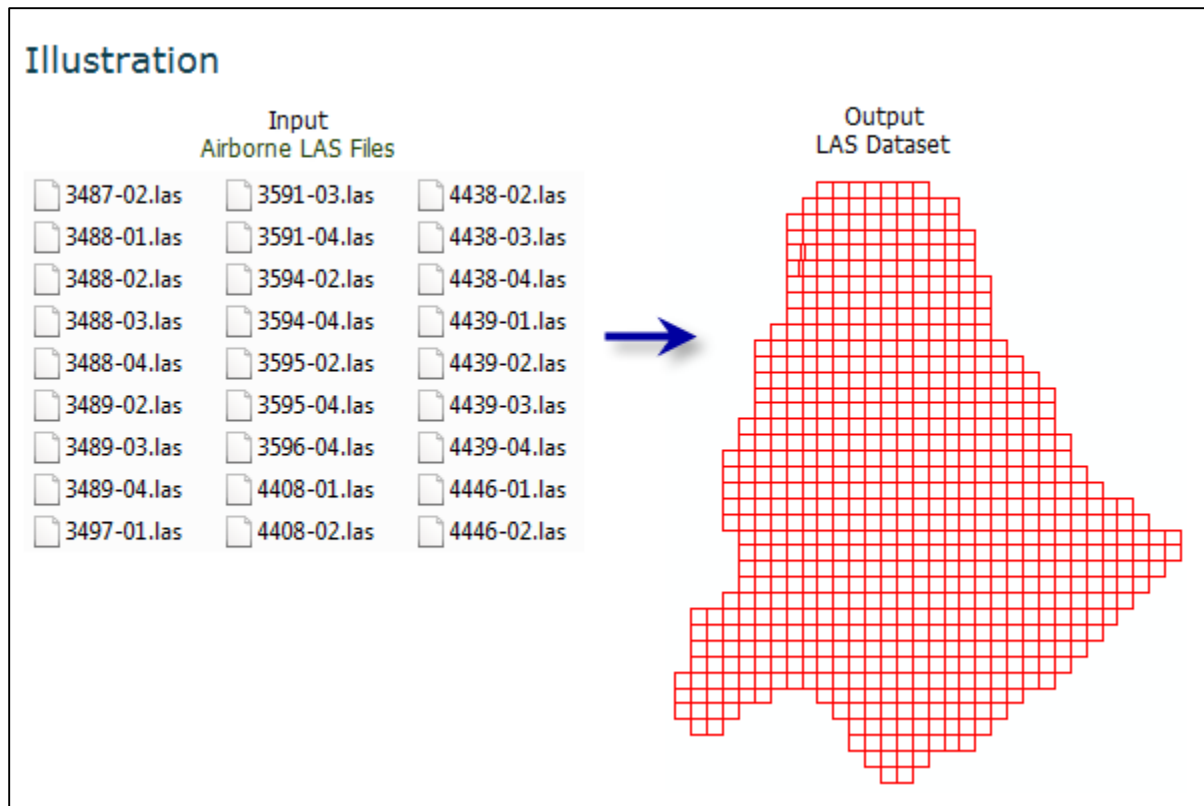 Illustration
Input
Airborne LAS Files
Output
LAS Dataset
3487-02.las 3591-03.las 4438-02.las
3488-01.las 3591-04.las 4438-03.las
3488-02.las 3594-02.las 4438-04.las
3488-03.las 3594-04.las 4439-01.las
3488-04.las 3595-02.las 4439-02.las
3489-02.las 3595-04.las 4439-03.las
3489-03.las 3596-04.las 4439-04.las
3489-04.las 4408-01.las 4446-01.las
3497-01.las 4408-02.las 4446-02.las